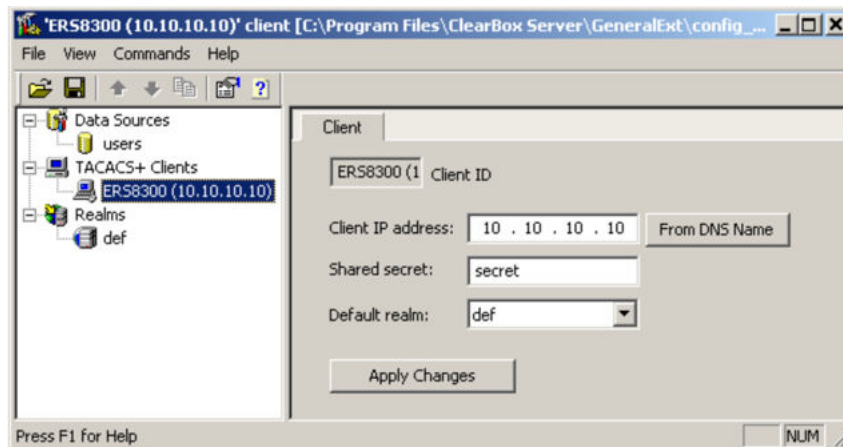 'ERS8300 (10.10.10.10)' client [C:\Program Files\ClearBox Server\GeneralExt\config_...
File View Commands Help
Data Sources
users
TACACS+ Clients
ERS8300 (10.10.10.10)
Realms
def
Client
ERS8300 (1 Client ID
Client IP address: 10 . 10 . 10 . 10 From DNS Name
Shared secret: secret
Default realm: def
Apply Changes
Press F1 for Help NUM